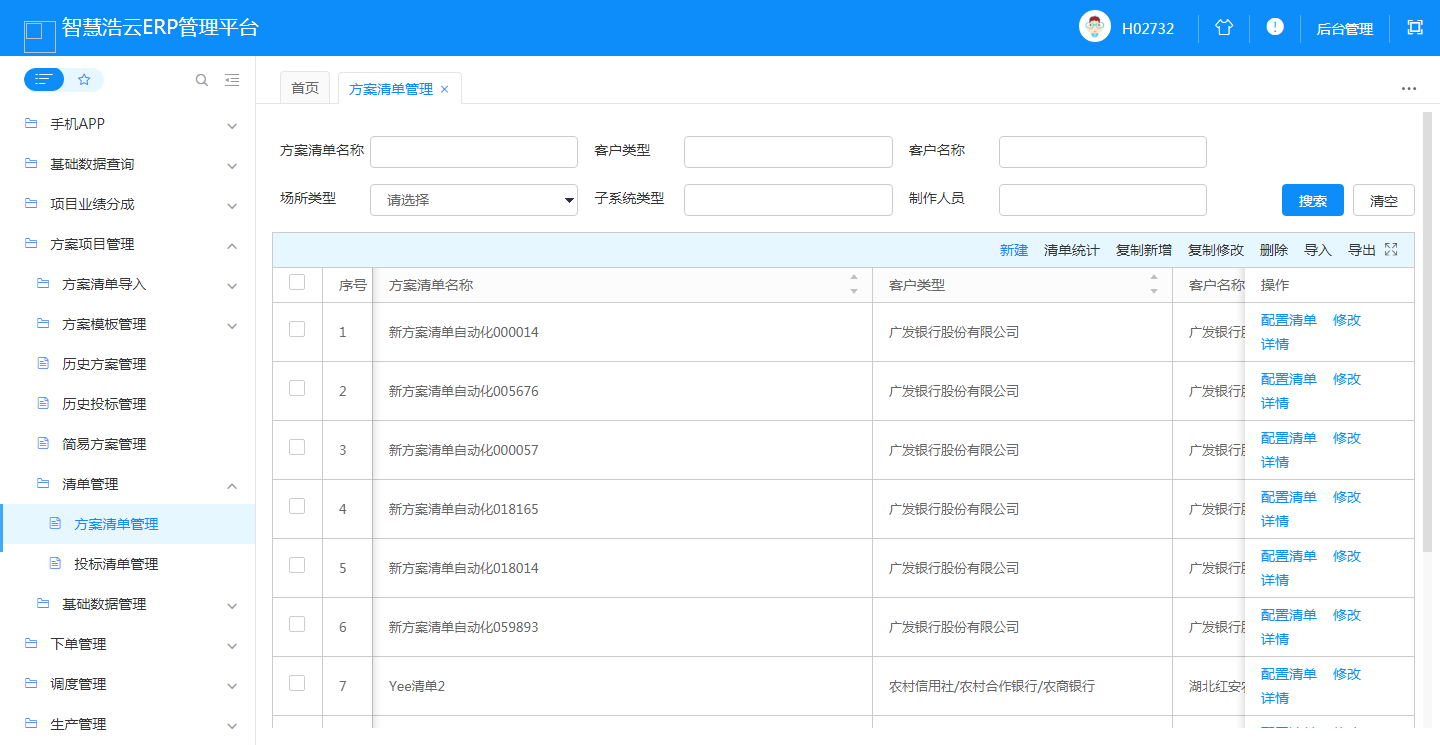 智慧浩云ERP管理平台
H02732
后台管理
首页
方案清单管理
手机APP
基础数据查询
项目业绩分成
方案项目管理
方案清单导入
方案模板管理
历史方案管理
历史投标管理
简易方案管理
清单管理
方案清单管理
投标清单管理
基础数据管理
下单管理
调度管理
生产管理
方案清单名称 客户类型 客户名称
场所类型 请选择 子系统类型 制作人员 搜索 清空
新建 清单统计 复制新增 复制修改 删除 导入 导出
序号 方案清单名称 客户类型 客户名称 操作
1 新方案清单自动化000014 广发银行股份有限公司 广发银行 配置清单 修改
详情
2 新方案清单自动化005676 广发银行股份有限公司 广发银行 配置清单 修改
详情
3 新方案清单自动化000057 广发银行股份有限公司 广发银行 配置清单 修改
详情
4 新方案清单自动化018165 广发银行股份有限公司 广发银行 配置清单 修改
详情
5 新方案清单自动化018014 广发银行股份有限公司 广发银行 配置清单 修改
详情
6 新方案清单自动化059893 广发银行股份有限公司 广发银行 配置清单 修改
详情
7 Yee清单2 农村信用社/农村合作银行/农商银行 湖北红安 配置清单 修改
详情